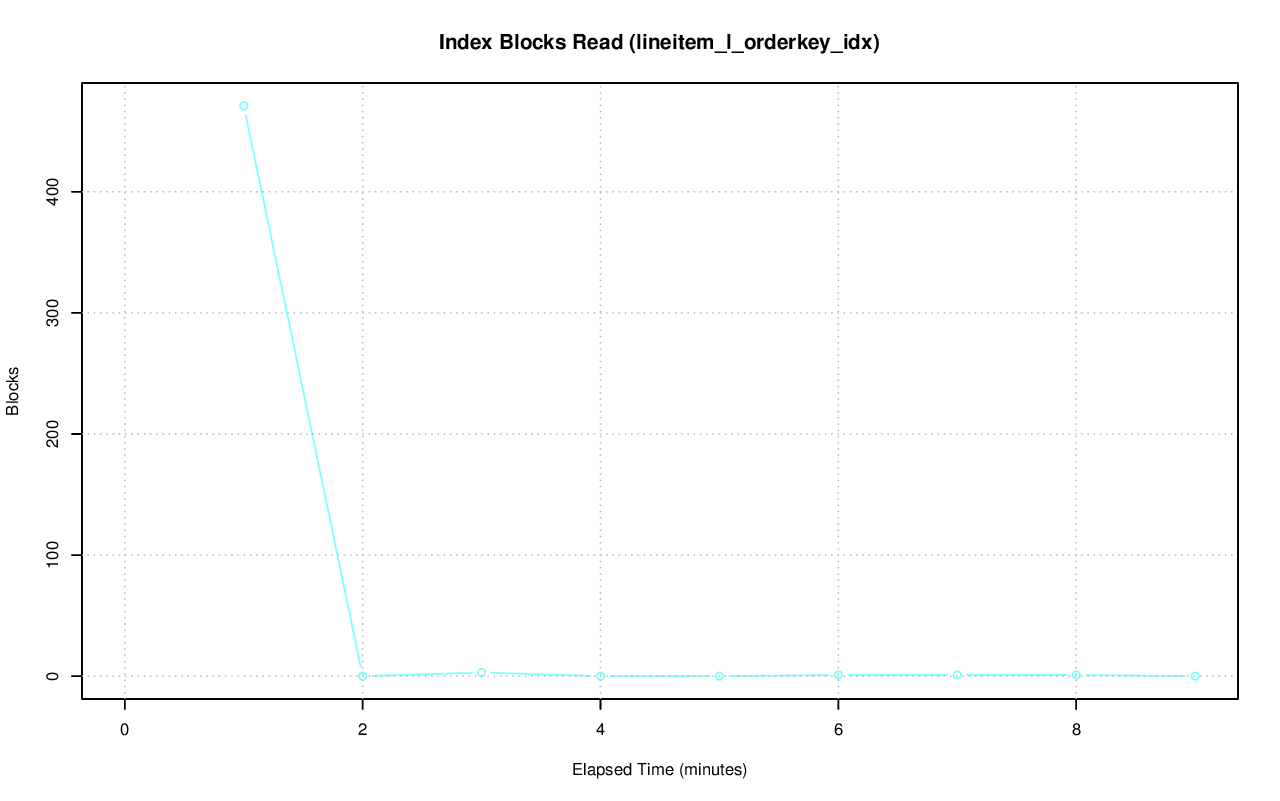 Index Blocks Read (lineitem_l_orderkey_idx)
400
300
200
100
0
Blocks
0 2 4 6 8
Elapsed Time (minutes)